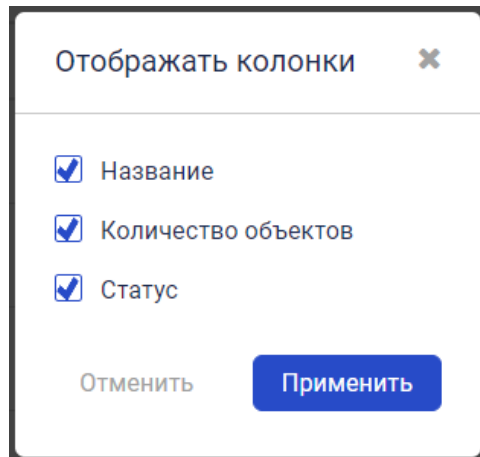 Отображать колонки
Название
Количество объектов
Статус
Отменить
Применить